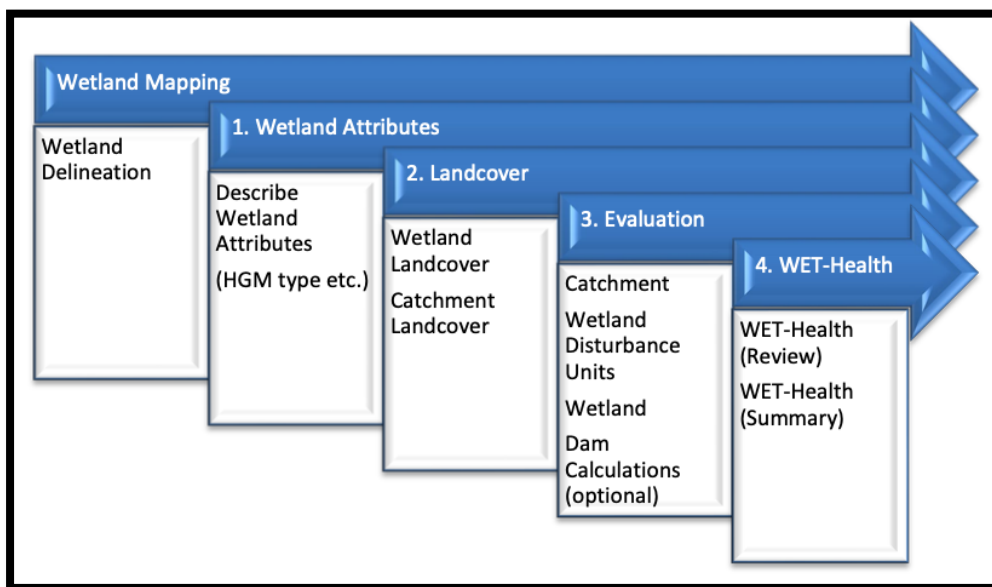 Wetland Mapping
Wetland
Delineation
1. Wetland Attributes
Describe
Wetland
Attributes
(HGM type etc.)
2. Landcover
Wetland
Landcover
Catchment
Landcover
3. Evaluation
Catchment
Wetland
Disturbance
Units
Wetland
Dam
Calculations
(optional)
4. WET-Health
WET-Health
(Review)
WET-Health
(Summary)